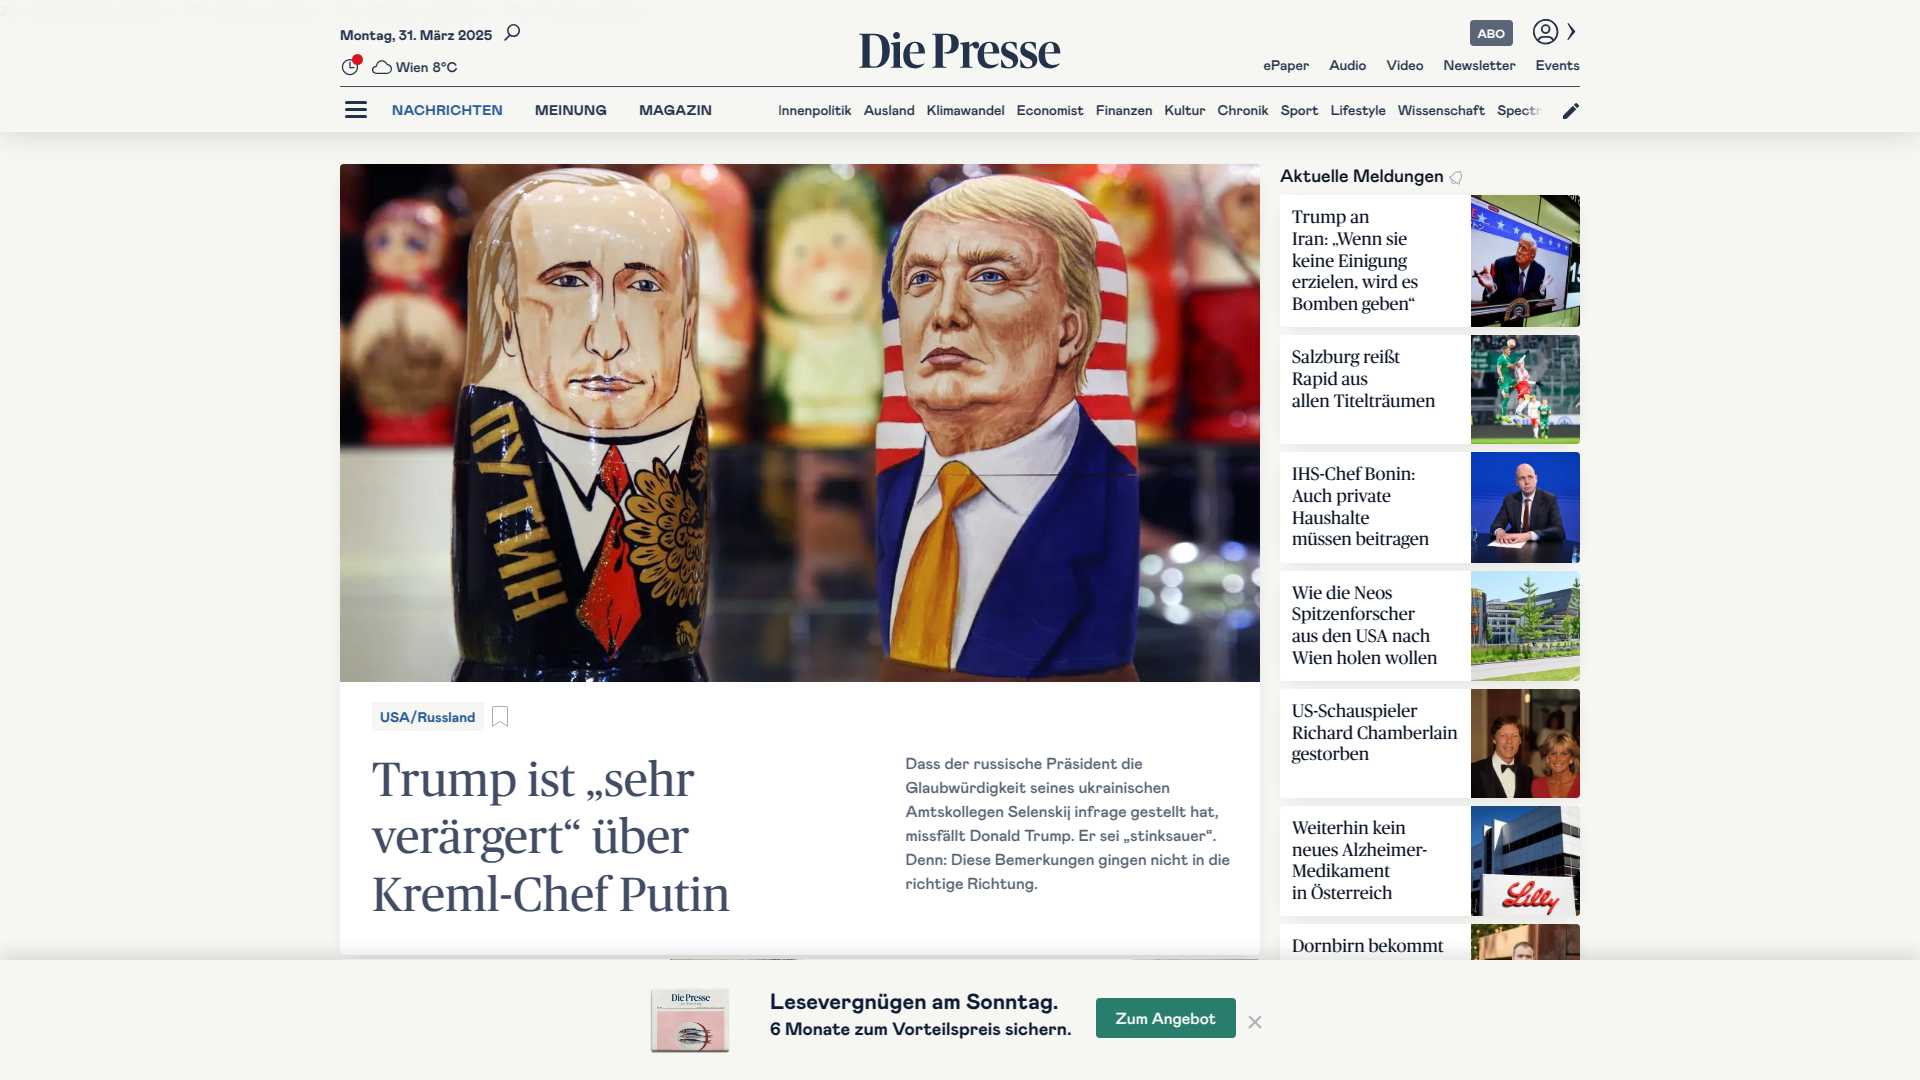 Montag, 31. März 2025
Wien 8°C
Die Presse
ABO
ePaper Audio Video Newsletter Events
NACHRICHTEN MEINUNG MAGAZIN
Innenpolitik Ausland Klimawandel Economist Finanzen Kultur Chronik Sport Lifestyle Wissenschaft
ПУТИН
USA/Russland
Trump ist „sehr
verärgert“ über
Kreml-Chef Putin
Dass der russische Präsident die
Glaubwürdigkeit seines ukrainischen
Amtskollegen Selenskij infrage gestellt hat,
missfällt Donald Trump. Er sei „stinksauer“.
Denn: Diese Bemerkungen gingen nicht in die
richtige Richtung.
Aktuelle Meldungen
Trump an
Iran: „Wenn sie
keine Einigung
erzielen, wird es
Bomben geben“
Salzburg reißt
Rapid aus
allen Titelträumen
IHS-Chef Bonin:
Auch private
Haushalte
müssen beitragen
Wie die Neos
Spitzenforscher
aus den USA nach
Wien holen wollen
US-Schauspieler
Richard Chamberlain
gestorben
Weiterhin kein
neues Alzheimer-
Medikament
in Österreich
Lilly
Dornbirn bekommt
Die Presse
Lesevergnügen am Sonntag.
6 Monate zum Vorteilspreis sichern.
Zum Angebot